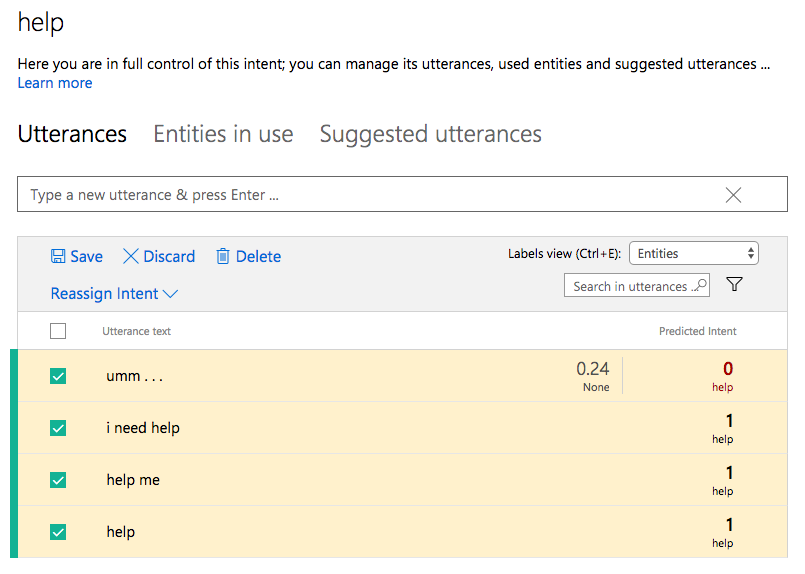 help
Here you are in full control of this intent; you can manage its utterances, used entities and suggested utterances ...
Learn more
Utterances Entities in use Suggested utterances
Type a new utterance & press Enter ...
Save Discard Delete Labels view (Ctrl+E): Entities
Reassign Intent Search in utterances ...
Utterance text Predicted Intent
umm . . . 0.24 0
None help
i need help 1
help
help me 1
help
help 1
help